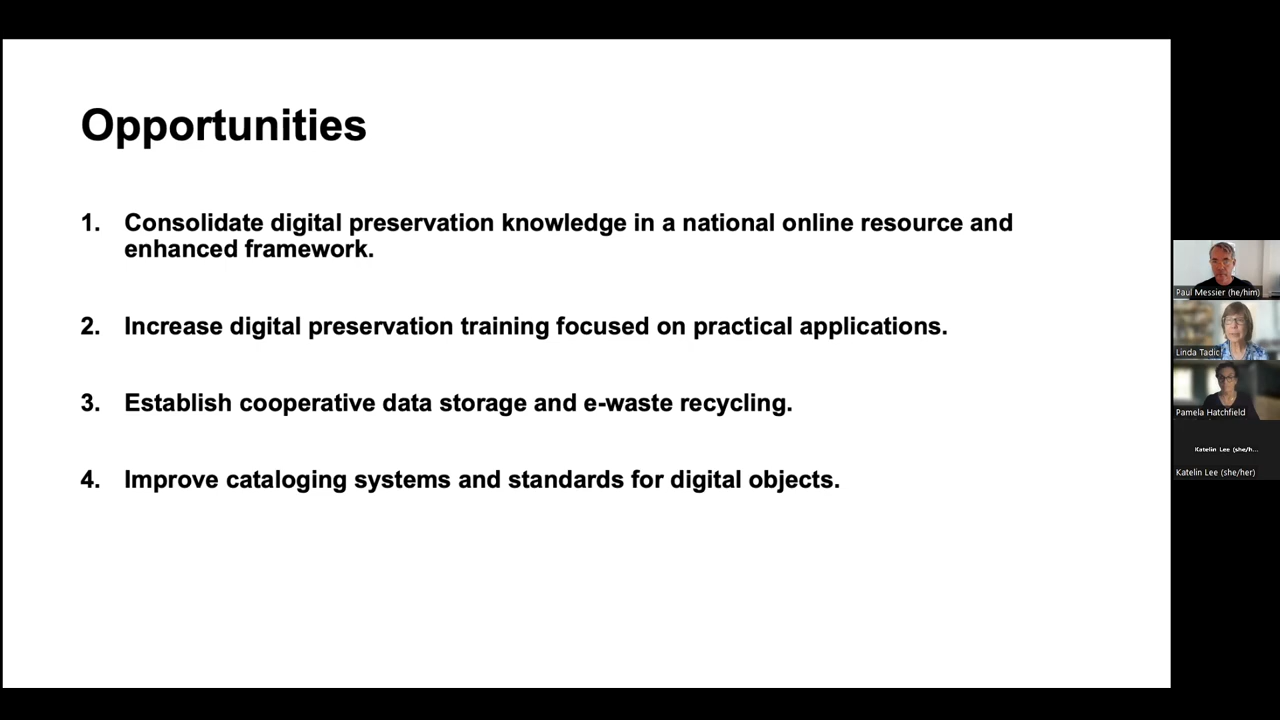 Opportunities
1. Consolidate digital preservation knowledge in a national online resource and
enhanced framework.
2. Increase digital preservation training focused on practical applications.
3. Establish cooperative data storage and e-waste recycling.
4. Improve cataloging systems and standards for digital objects.
Paul Messier (he/him)
Linda Tadic
Pamela Hatchfield
Katelin Lee (she/h...
Katelin Lee (she/her)